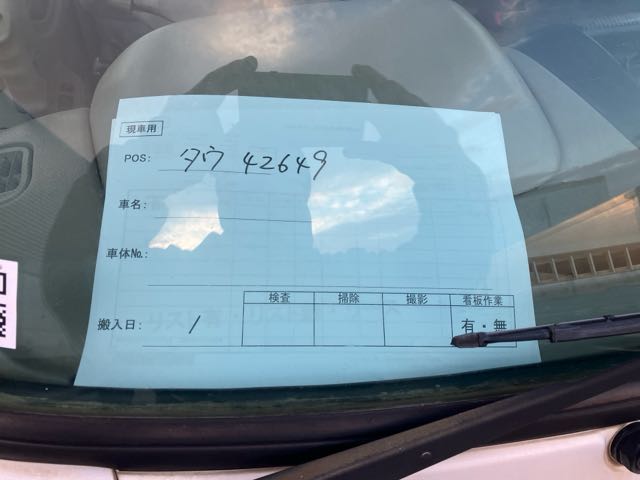 現車用
POS: タウ 42649
車名:
車体No.:
検査 掃除 撮影 看板作業
搬入日: / 有・無